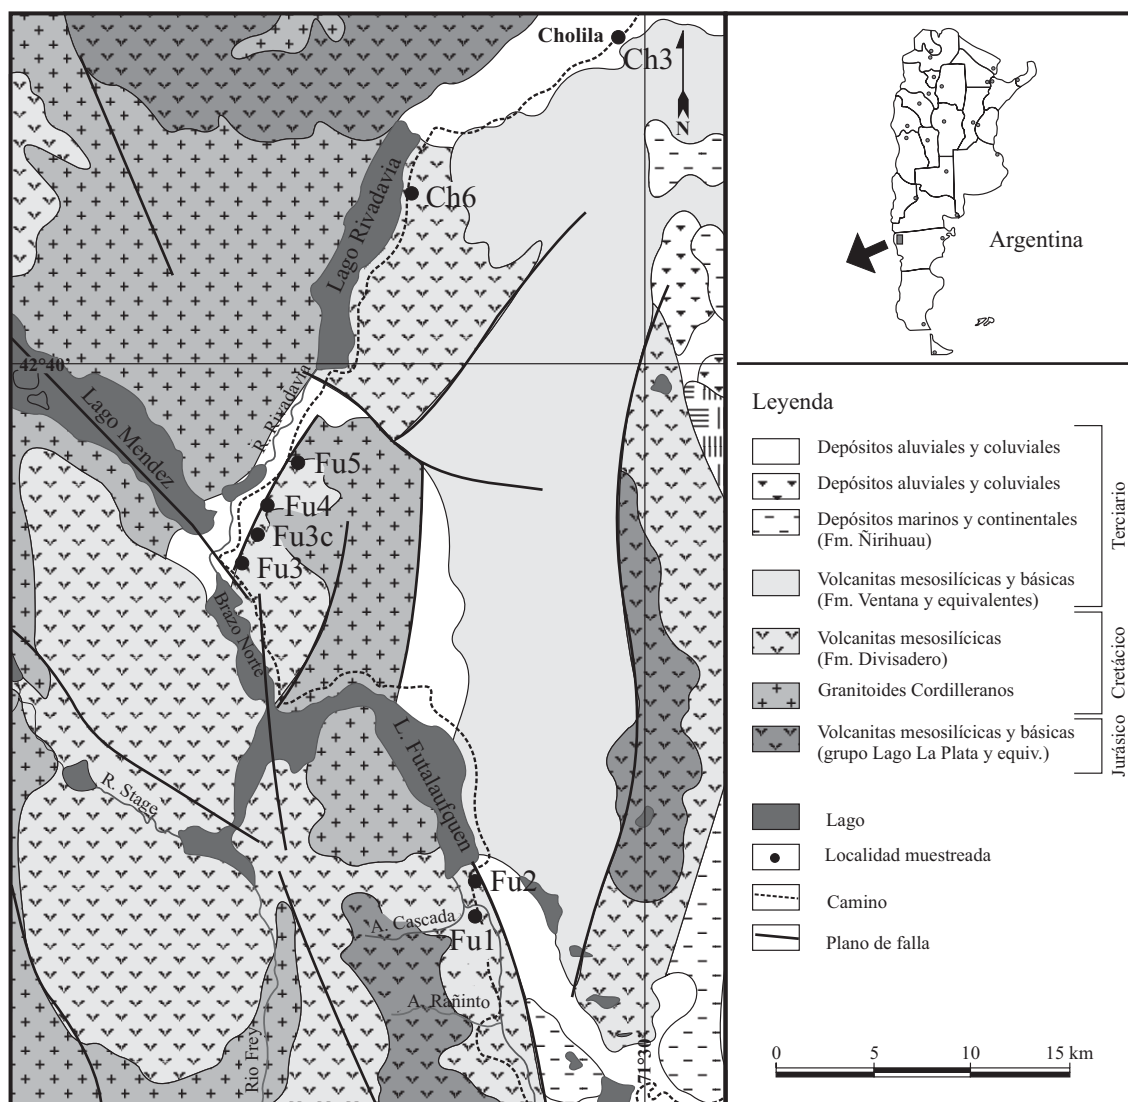 Cholila
Ch3
N
Ch6
Lago Rivadavia
42°40'
Lago Mendez
R. Rivadavia
Fu5
Fu4
Fu3c
Fu3
Brazo Norte
L. Futalaufquen
R. Stage
Fu2
A. Cascada
Fu1
A. Rañinto
Rio Frey
71°30'
Argentina
Leyenda
Depósitos aluviales y coluviales
Depósitos aluviales y coluviales
Depósitos marinos y continentales
(Fm. Ñirihuau)
Volcanitas mesosilícicas y básicas
(Fm. Ventana y equivalentes)
Volcanitas mesosilícicas
(Fm. Divisadero)
Granitoides Cordilleranos
Volcanitas mesosilícicas y básicas
(grupo Lago La Plata y equiv.)
Terciario
Cretácico
Jurásico
Lago
Localidad muestreada
Camino
Plano de falla
0 5 10 15 km